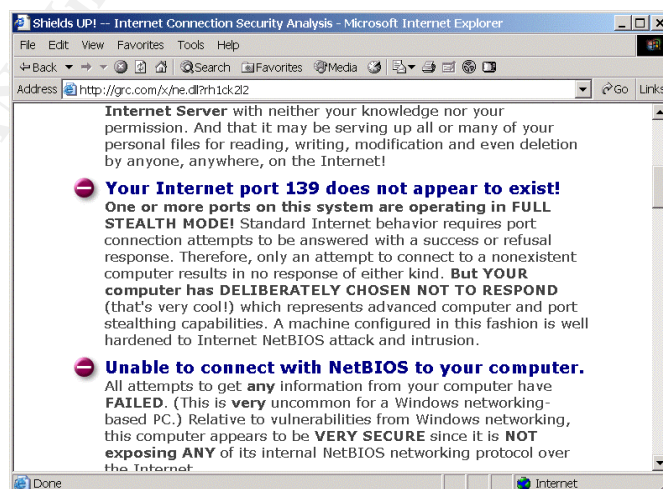 Shields UP! -- Internet Connection Security Analysis - Microsoft Internet Explorer
File Edit View Favorites Tools Help
Back Search Favorites Media
Address http://grc.com/x/ne.dll?rh1ck2l2 Go Links
Internet Server with neither your knowledge nor your
permission. And that it may be serving up all or many of your
personal files for reading, writing, modification and even deletion
by anyone, anywhere, on the Internet!
Your Internet port 139 does not appear to exist!
One or more ports on this system are operating in FULL
STEALTH MODE! Standard Internet behavior requires port
connection attempts to be answered with a success or refusal
response. Therefore, only an attempt to connect to a nonexistent
computer results in no response of either kind. But YOUR
computer has DELIBERATELY CHOSEN NOT TO RESPOND
(that's very cool!) which represents advanced computer and port
stealthing capabilities. A machine configured in this fashion is well
hardened to Internet NetBIOS attack and intrusion.
Unable to connect with NetBIOS to your computer.
All attempts to get any information from your computer have
FAILED. (This is very uncommon for a Windows networking-
based PC.) Relative to vulnerabilities from Windows networking,
this computer appears to be VERY SECURE since it is NOT
exposing ANY of its internal NetBIOS networking protocol over
the Internet.
Done Internet